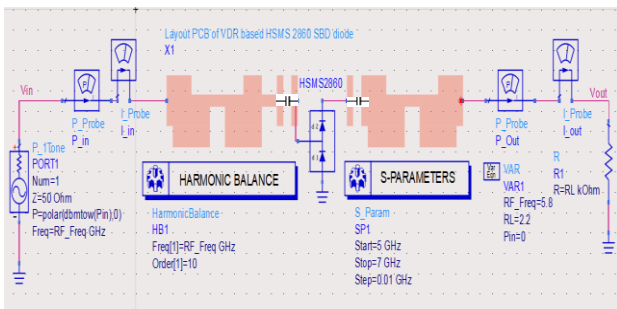 Layout PCB of VDR based HSMS 2860 SBD diode
X1
HSMS2860
Vin
P_Probe
P_in
I_Probe
I_in
P_Probe
P_Out
I_Probe
I_out
Vout
P_1Tone
PORT1
Num=1
Z=50 Ohm
P=polar(dbmtow(Pin),0)
Freq=RF_Freq GHz
HARMONIC BALANCE
HarmonicBalance
HB1
Freq[1]=RF_Freq GHz
Order[1]=10
S-PARAMETERS
S_Param
SP1
Start=5 GHz
Stop=7 GHz
Step=0.01 GHz
Var
Eqn
VAR
VAR1
RF_Freq=5.8
RL=2.2
Pin=0
R
R1
R=RL kOhm